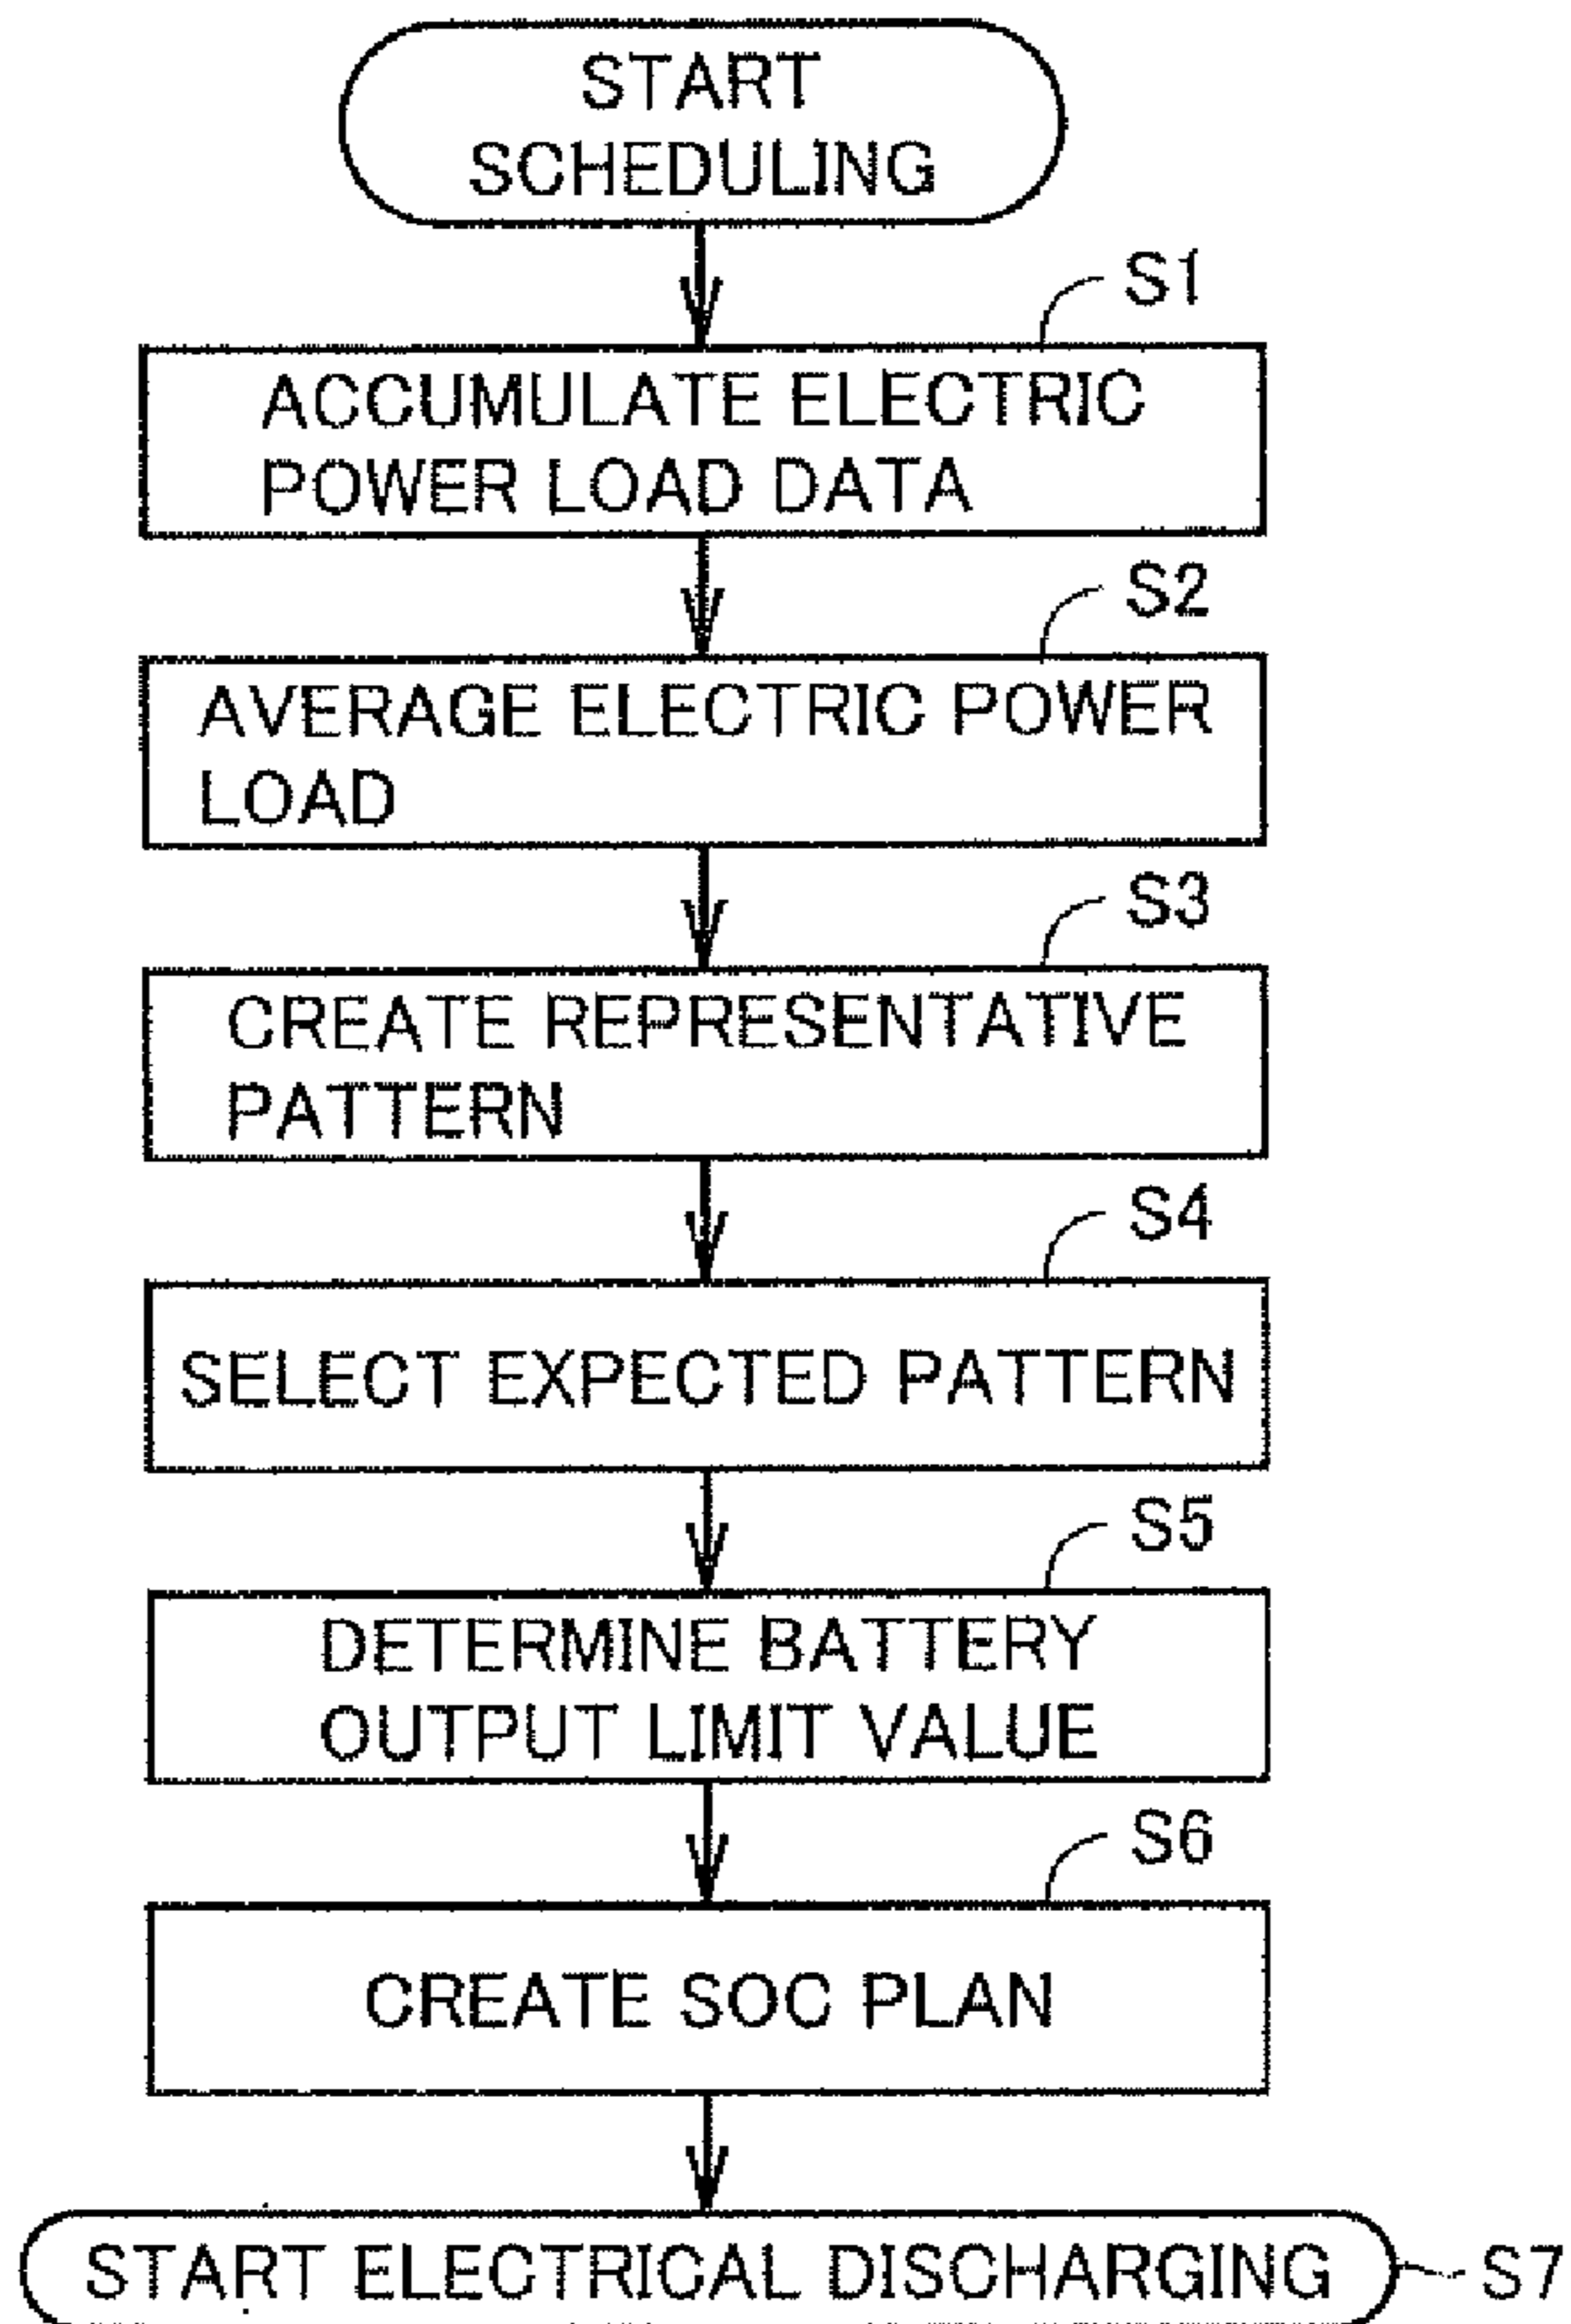 START
SCHEDULING
S1
ACCUMULATE ELECTRIC
POWER LOAD DATA
S2
AVERAGE ELECTRIC POWER
LOAD
S3
CREATE REPRESENTATIVE
PATTERN
S4
SELECT EXPECTED PATTERN
S5
DETERMINE BATTERY
OUTPUT LIMIT VALUE
S6
CREATE SOC PLAN
START ELECTRICAL DISCHARGING
S7